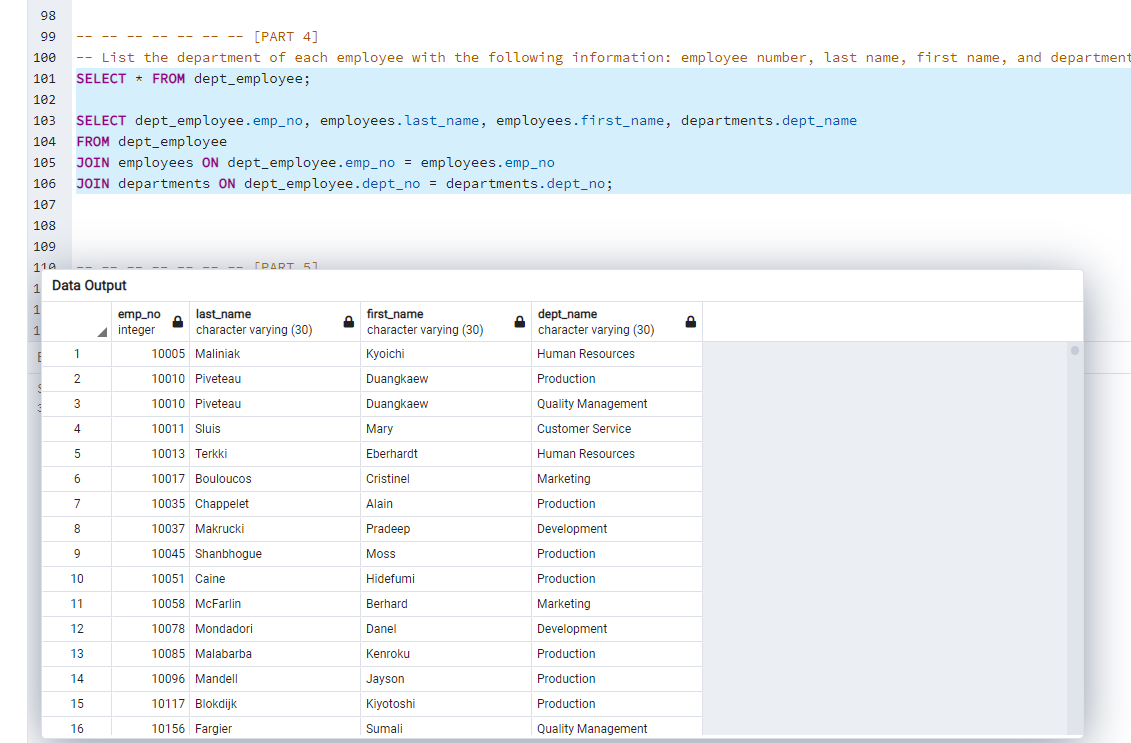 98
99 -- -- -- -- -- -- -- [PART 4]
100 -- List the department of each employee with the following information: employee number, last name, first name, and department
101 SELECT * FROM dept_employee;
102
103 SELECT dept_employee.emp_no, employees.last_name, employees.first_name, departments.dept_name
104 FROM dept_employee
105 JOIN employees ON dept_employee.emp_no = employees.emp_no
106 JOIN departments ON dept_employee.dept_no = departments.dept_no;
107
108
109
110 -- -- -- -- -- -- -- [PART 5]
Data Output
emp_no last_name first_name dept_name
integer character varying (30) character varying (30) character varying (30)
1 10005 Maliniak Kyoichi Human Resources
2 10010 Piveteau Duangkaew Production
3 10010 Piveteau Duangkaew Quality Management
4 10011 Sluis Mary Customer Service
5 10013 Terkki Eberhardt Human Resources
6 10017 Bouloucos Cristinel Marketing
7 10035 Chappelet Alain Production
8 10037 Makrucki Pradeep Development
9 10045 Shanbhogue Moss Production
10 10051 Caine Hidefumi Production
11 10058 McFarlin Berhard Marketing
12 10078 Mondadori Danel Development
13 10085 Malabarba Kenroku Production
14 10096 Mandell Jayson Production
15 10117 Blokdijk Kiyotoshi Production
16 10156 Fargier Sumali Quality Management